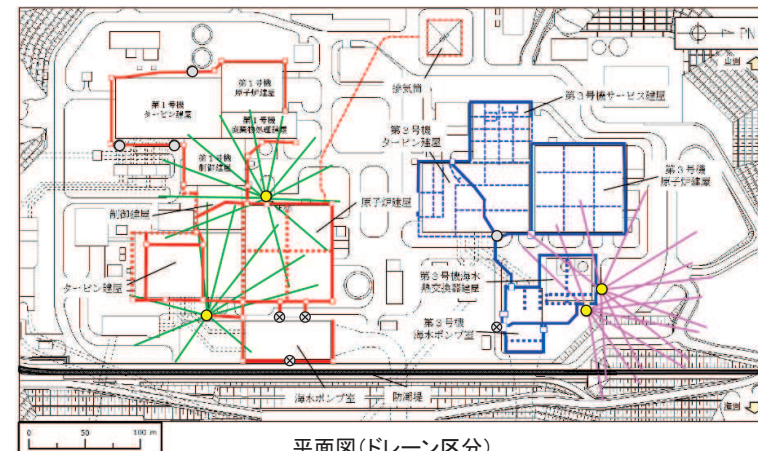 PN
山側
排気筒
第1号機
原子炉建屋
第1号機
タービン建屋
第1号機
廃棄物処理建屋
第1号機
制御建屋
第3号機サービス建屋
第3号機
タービン建屋
第3号機
原子炉建屋
制御建屋
原子炉建屋
タービン建屋
第3号機海水
熱交換器建屋
第3号機
海水ポンプ室
海水ポンプ室
防潮堤
海側
0 50 100 m
平面図(ドレーン区分)